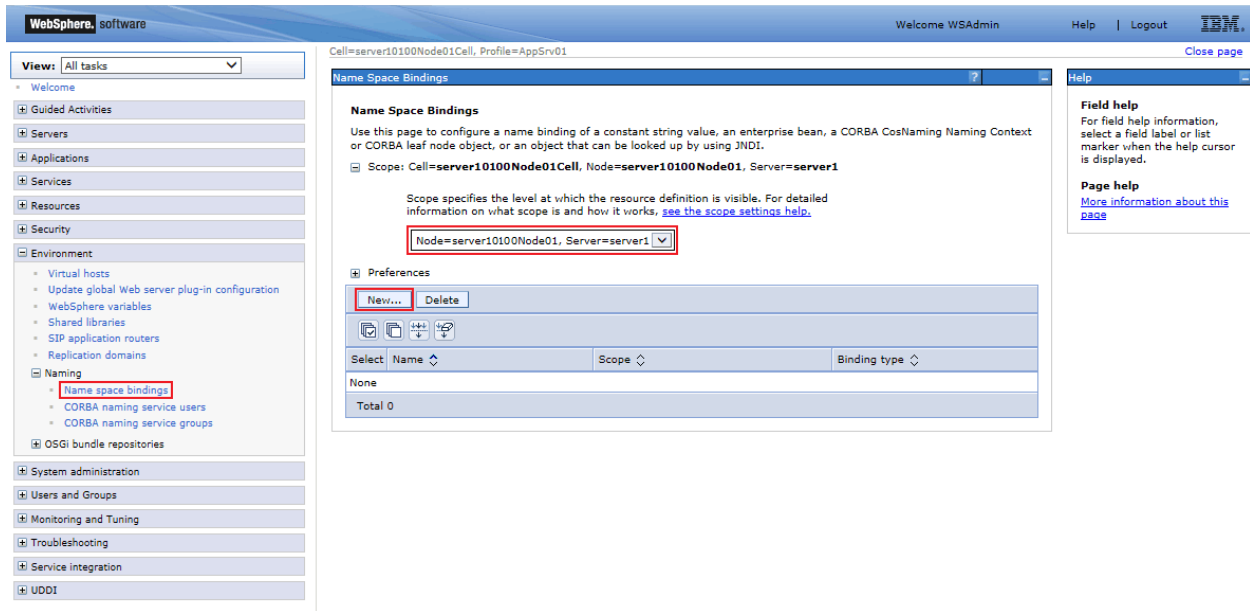 WebSphere. software
Welcome WSAdmin
Help | Logout
IBM.
View: All tasks
Welcome
Guided Activities
Servers
Applications
Services
Resources
Security
Environment
Virtual hosts
Update global Web server plug-in configuration
WebSphere variables
Shared libraries
SIP application routers
Replication domains
Naming
Name space bindings
CORBA naming service users
CORBA naming service groups
OSGi bundle repositories
System administration
Users and Groups
Monitoring and Tuning
Troubleshooting
Service integration
UDDI
Cell=server10100Node01Cell, Profile=AppSrv01
Close page
Name Space Bindings
?
Name Space Bindings
Use this page to configure a name binding of a constant string value, an enterprise bean, a CORBA CosNaming Naming Context
or CORBA leaf node object, or an object that can be looked up by using JNDI.
Scope: Cell=server10100Node01Cell, Node=server10100Node01, Server=server1
Scope specifies the level at which the resource definition is visible. For detailed
information on what scope is and how it works, see the scope settings help.
Node=server10100Node01, Server=server1
Preferences
New... Delete
Select Name Scope Binding type
None
Total 0
Help
Field help
For field help information,
select a field label or list
marker when the help cursor
is displayed.
Page help
More information about this
page